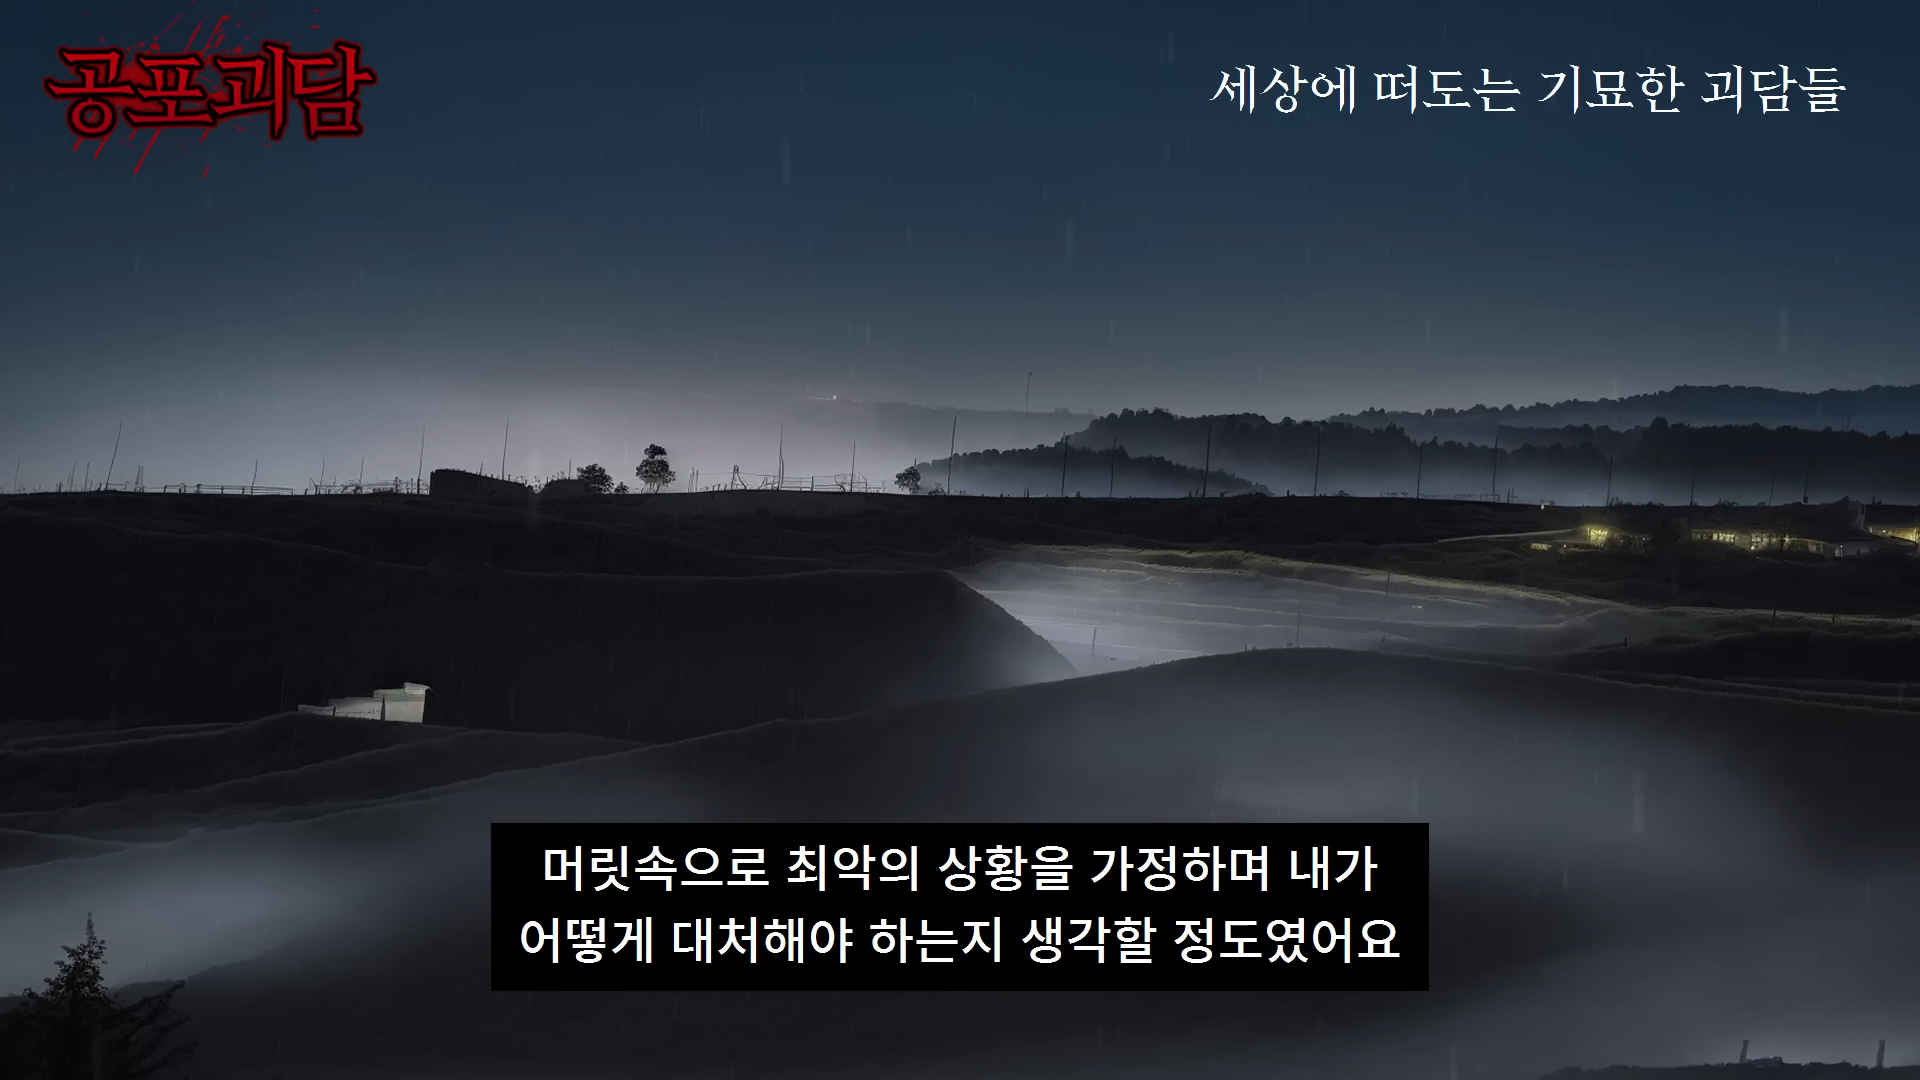 공포괴담
세상에 떠도는 기묘한 괴담들
머릿속으로 최악의 상황을 가정하며 내가
어떻게 대처해야 하는지 생각할 정도였어요